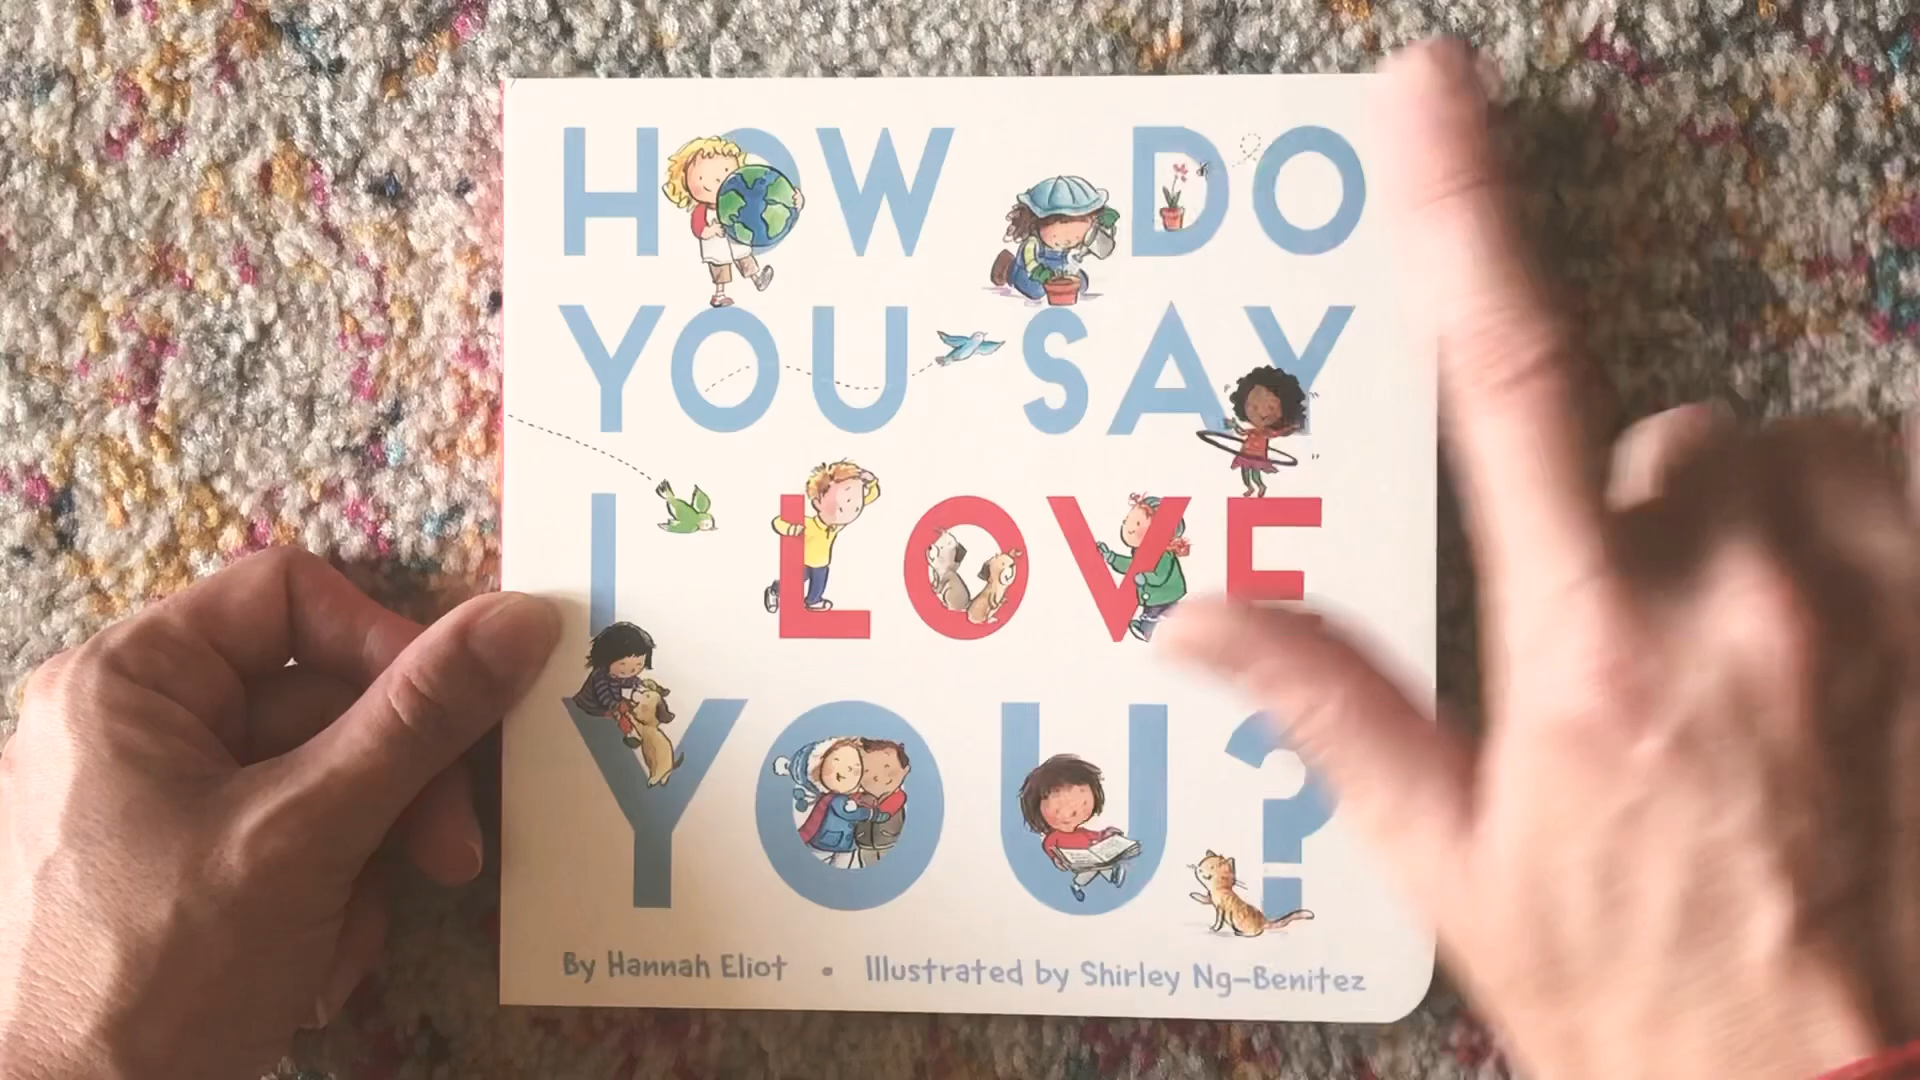 HOW DO
YOU SAY
I LOVE
YOU?
By Hannah Eliot • Illustrated by Shirley Ng-Benitez